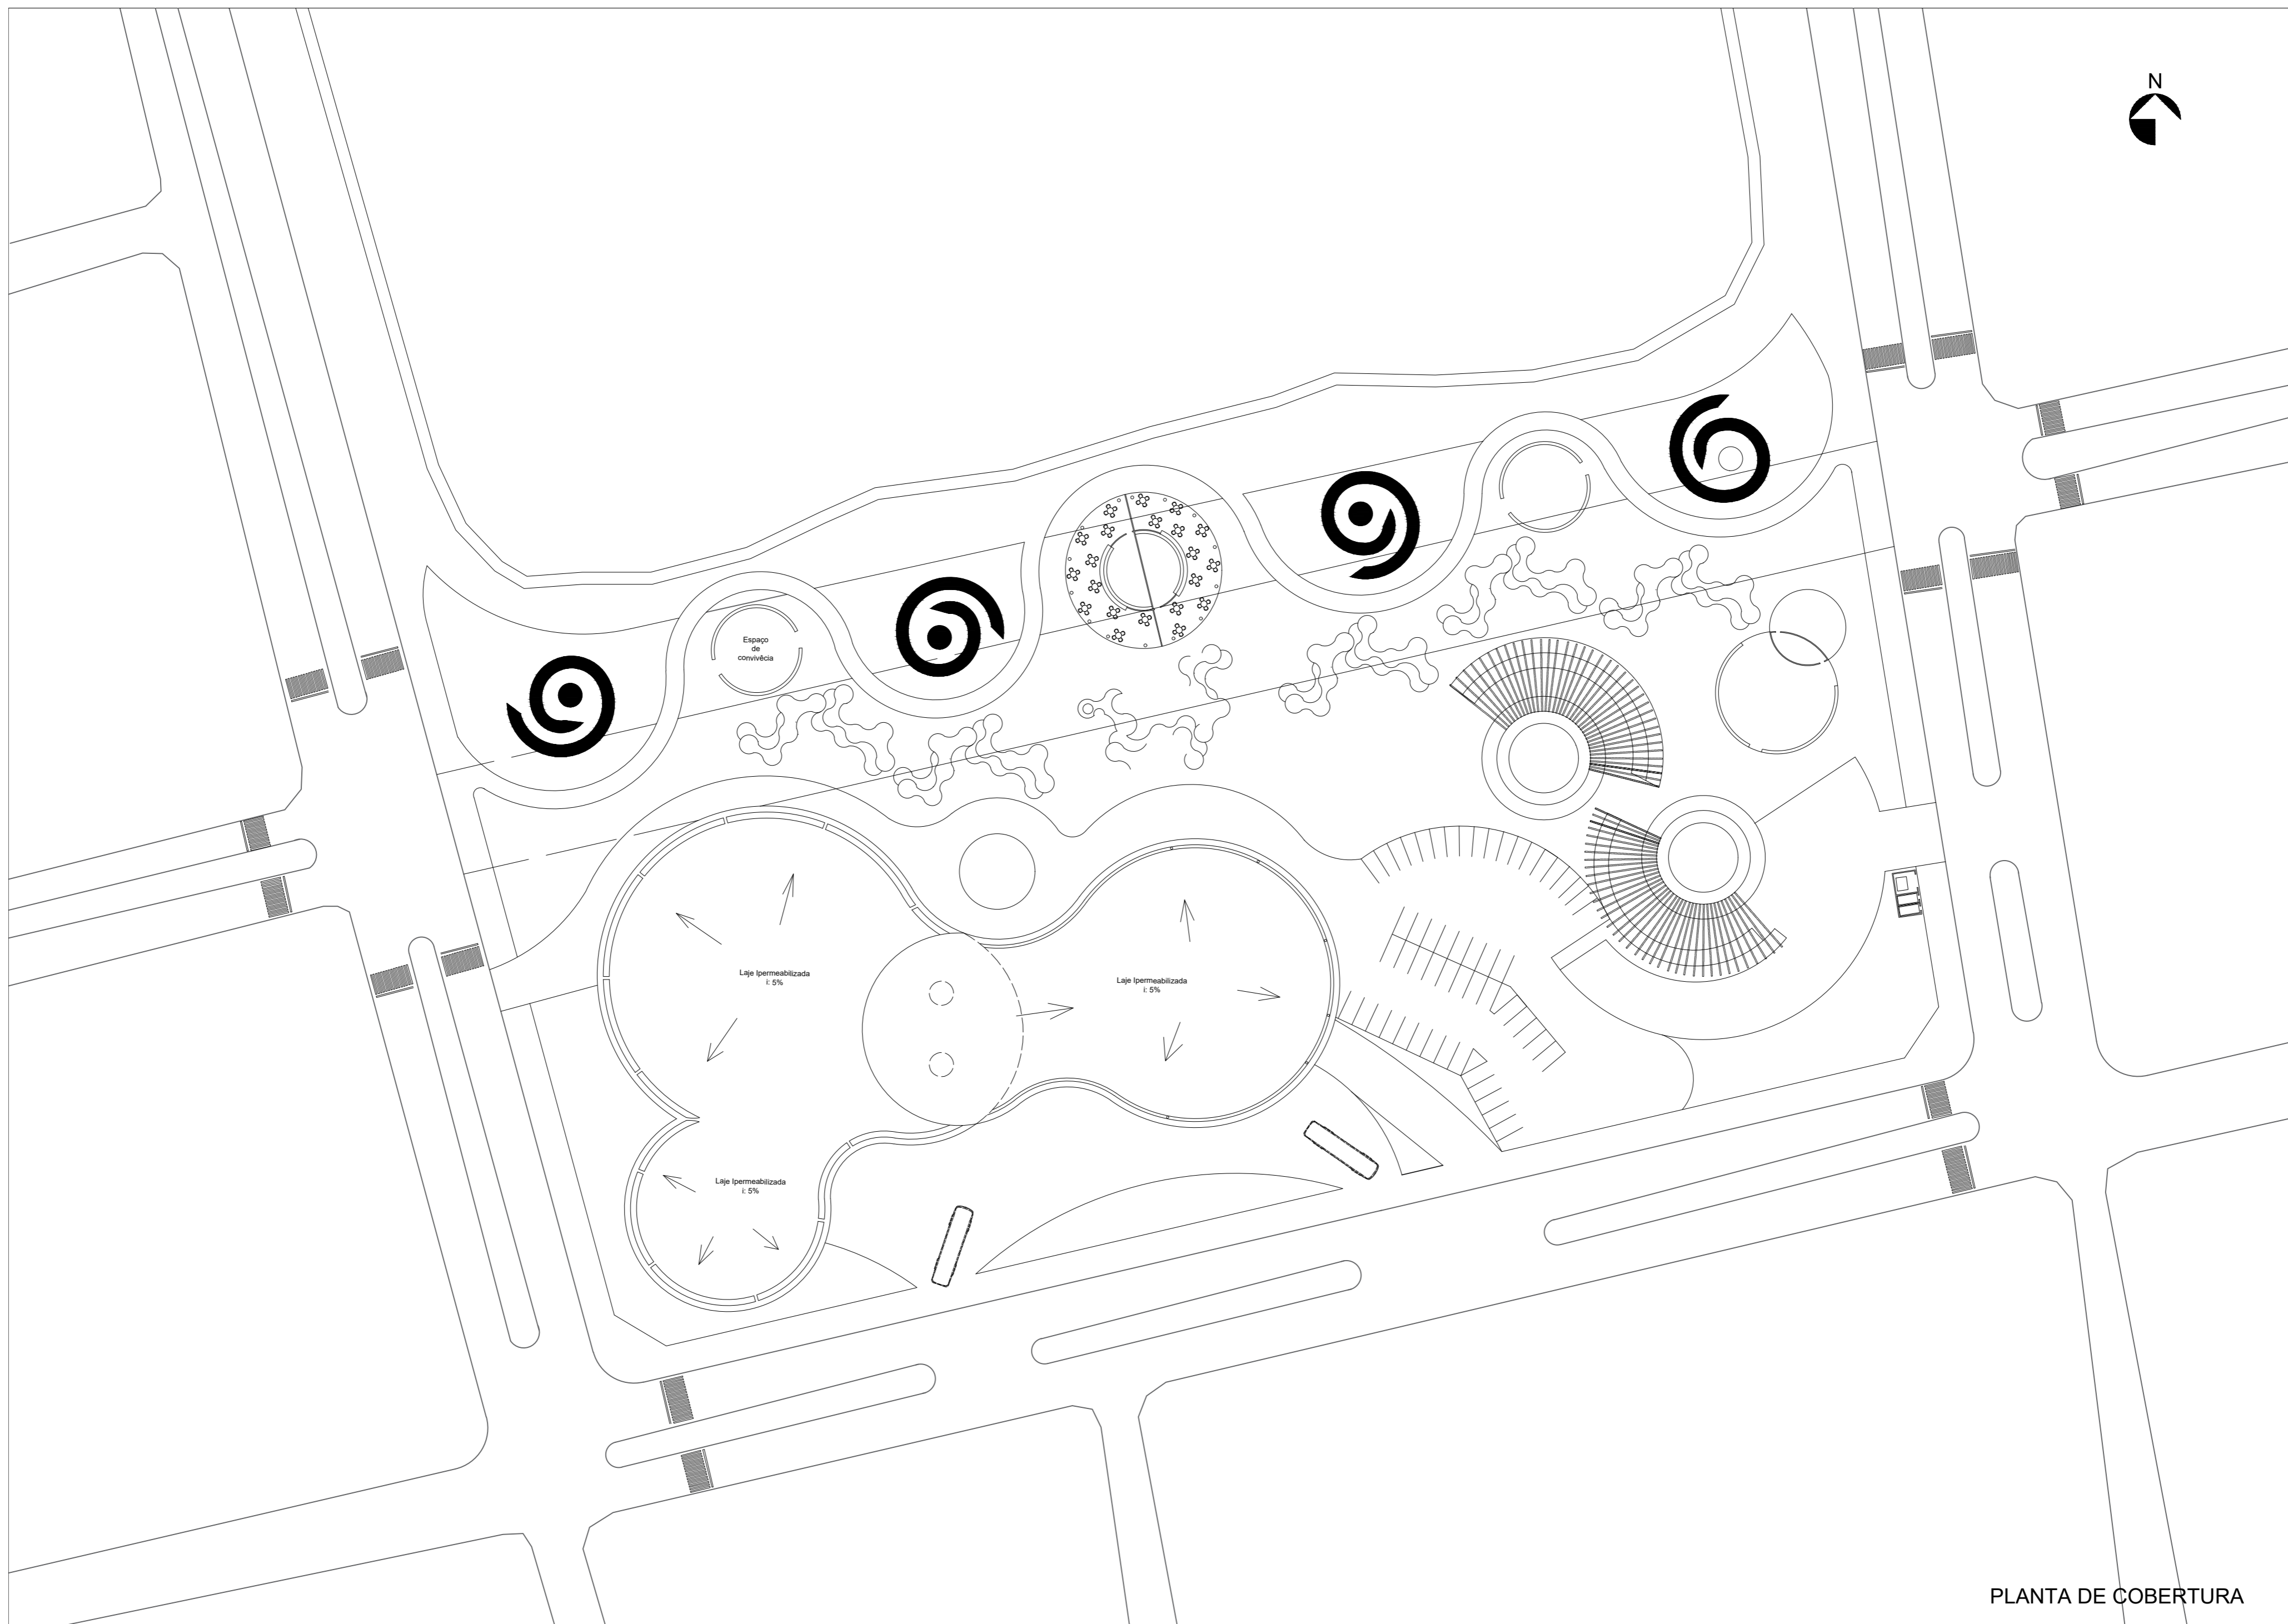 N
Espaço
de
convivêcia
Laje Ipermeabilizada
i: 5%
Laje Ipermeabilizada
i: 5%
Laje Ipermeabilizada
i: 5%
PLANTA DE COBERTURA